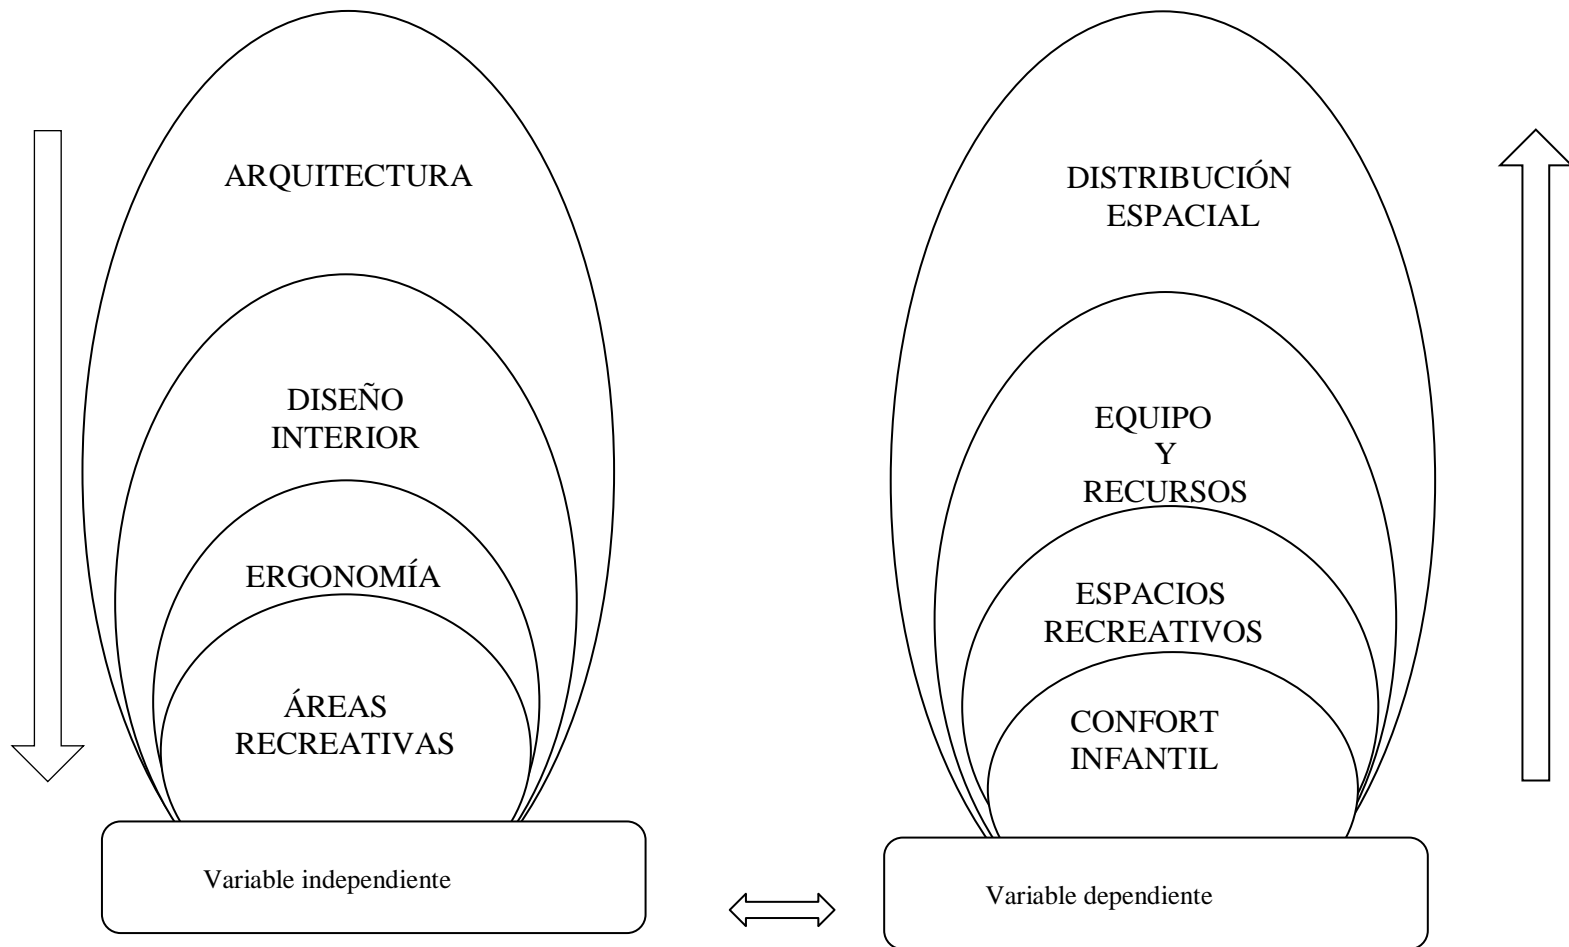 ARQUITECTURA
DISEÑO
INTERIOR
ERGONOMÍA
ÁREAS
RECREATIVAS
Variable independiente
DISTRIBUCIÓN
ESPACIAL
EQUIPO
Y
RECURSOS
ESPACIOS
RECREATIVOS
CONFORT
INFANTIL
Variable dependiente